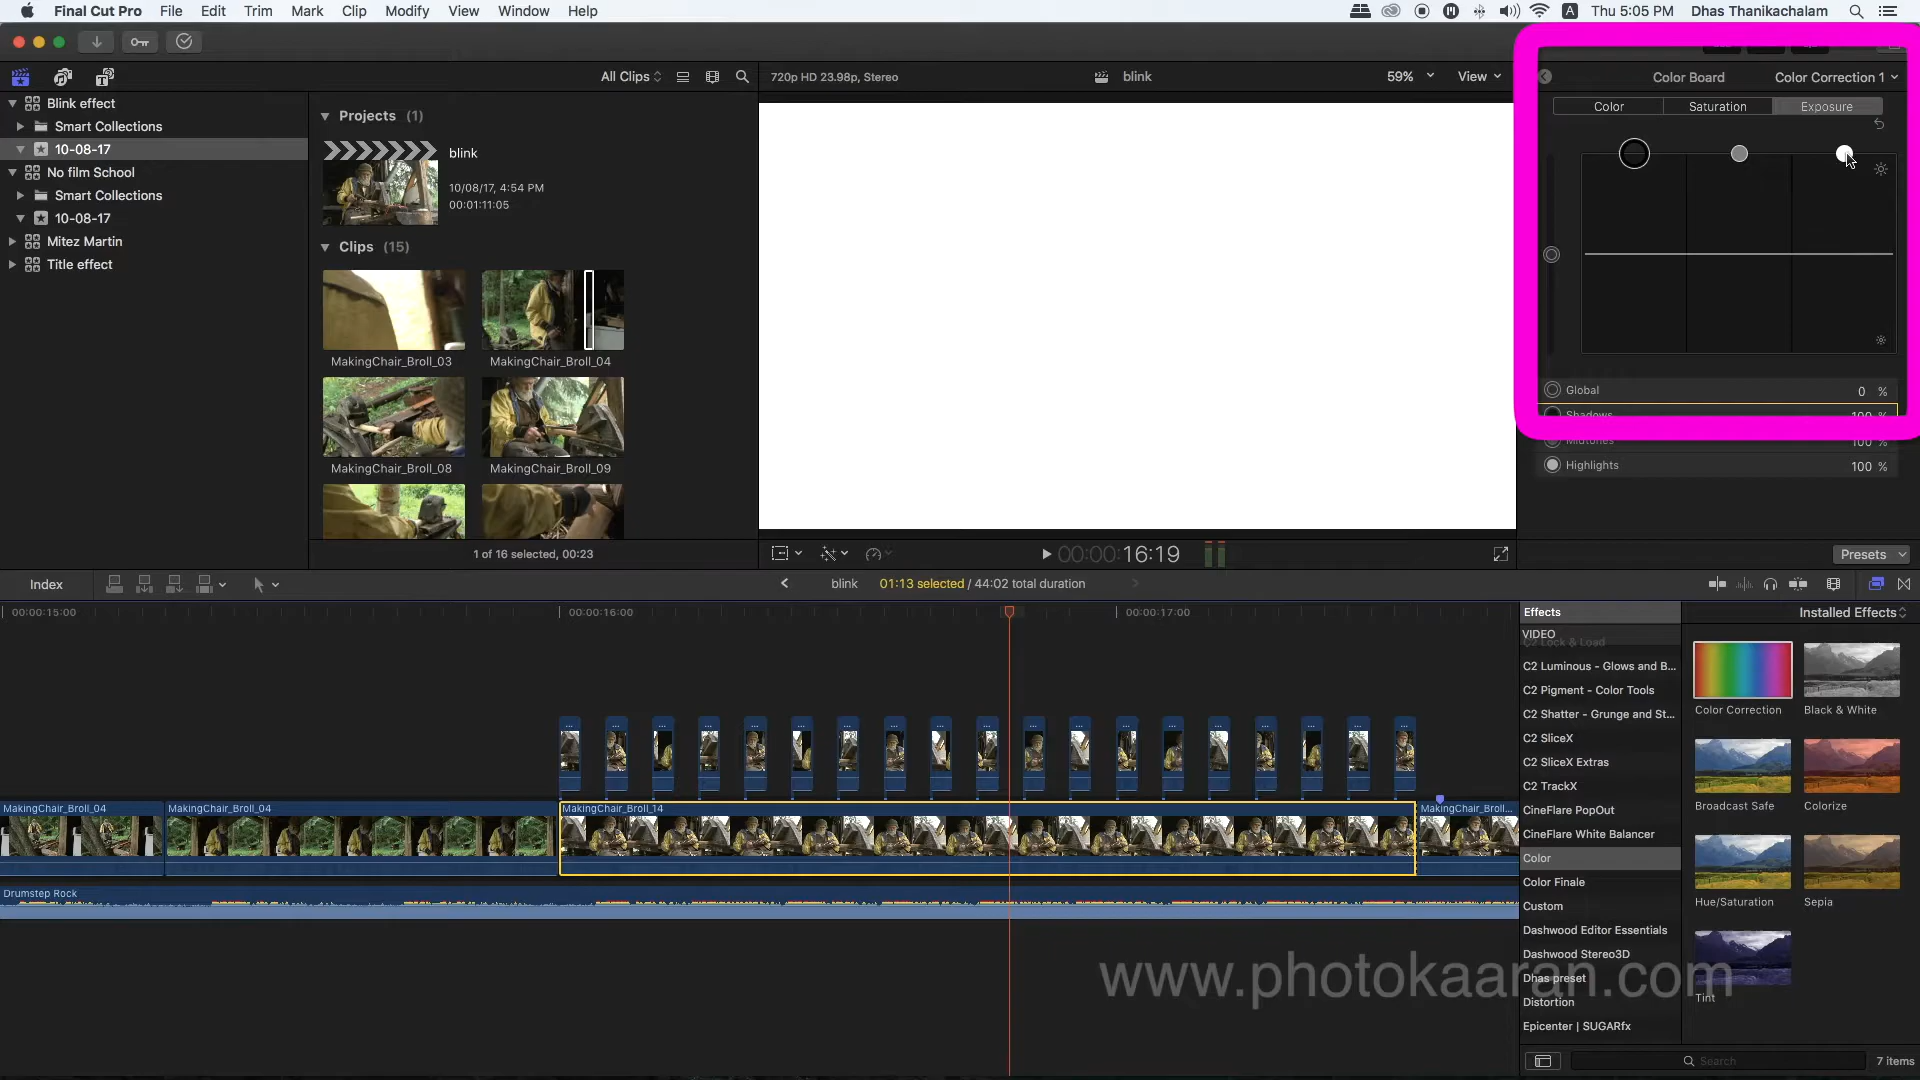 Final Cut Pro File Edit Trim Mark Clip Modify View Window Help
A Thu 5:05 PM Dhas Thanikachalam
All Clips
720p HD 23.98p, Stereo
blink
59%
View
Color Board
Color Correction 1
Color
Saturation
Exposure
Blink effect
Smart Collections
10-08-17
No film School
Smart Collections
10-08-17
Mitez Martin
Title effect
Projects (1)
blink
10/08/17, 4:54 PM
00:01:11:05
Clips (15)
MakingChair_Broll_03
MakingChair_Broll_04
MakingChair_Broll_08
MakingChair_Broll_09
Global 0 %
Shadows 100 %
Midtones 100 %
Highlights 100 %
1 of 16 selected, 00:23
00:00:16:19
Presets
Index
blink
01:13 selected / 44:02 total duration
00:00:15:00
00:00:16:00
00:00:17:00
MakingChair_Broll_04
MakingChair_Broll_04
MakingChair_Broll_14
MakingChair_Broll...
Drumstep Rock
Effects
Installed Effects
VIDEO
C2 Lock & Load
C2 Luminous - Glows and B...
C2 Pigment - Color Tools
C2 Shatter - Grunge and St...
C2 SliceX
C2 SliceX Extras
C2 TrackX
CineFlare PopOut
CineFlare White Balancer
Color
Color Finale
Custom
Dashwood Editor Essentials
Dashwood Stereo3D
Dhas preset
Distortion
Epicenter | SUGARfx
Color Correction
Black & White
Broadcast Safe
Colorize
Hue/Saturation
Sepia
Tint
www.photokaaran.com
Search
7 items